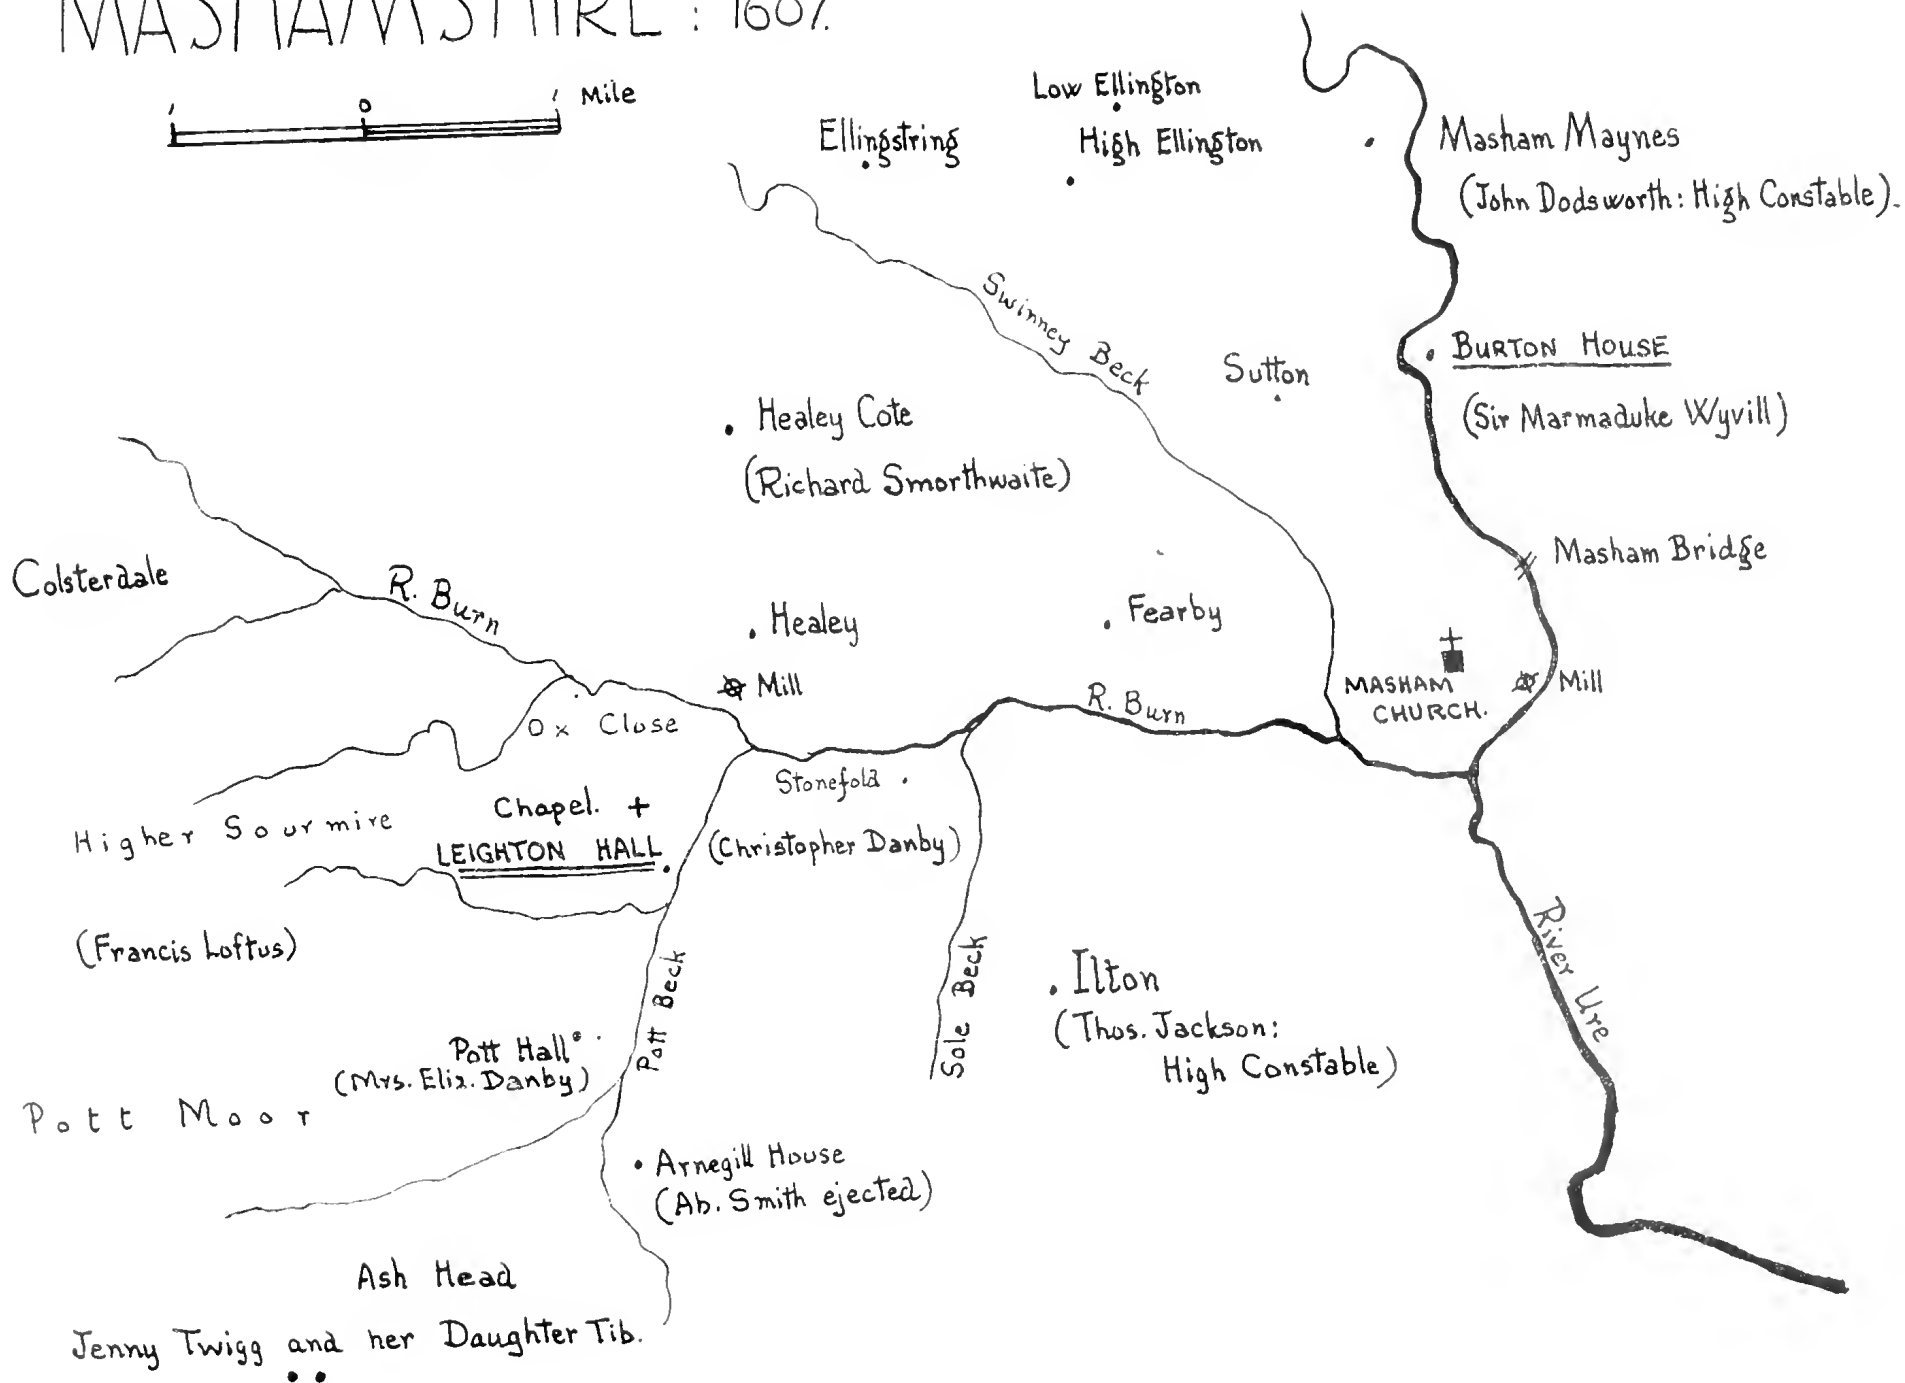 MASHAMSHIRE : 1607.
1 0 1 Mile
Low Ellington
Ellingstring
High Ellington
Masham Maynes
(John Dodsworth: High Constable).
Swinney Beck
Sutton
BURTON HOUSE
(Sir Marmaduke Wyvill)
Healey Cote
(Richard Smorthwaite)
Masham Bridge
Colsterdale
R. Burn
Healey
Fearby
Mill
MASHAM
CHURCH.
Mill
R. Burn
Ox Close
Stonefold
(Christopher Danby)
Higher Sourmire
Chapel.
LEIGHTON HALL
(Francis Loftus)
River Ure
Pott Beck
Sole Beck
Ilton
(Thos. Jackson:
High Constable)
Pott Hall
(Mrs. Eliz. Danby)
Pott Moor
Arnegill House
(Ab. Smith ejected)
Ash Head
Jenny Twigg and her Daughter Tib.